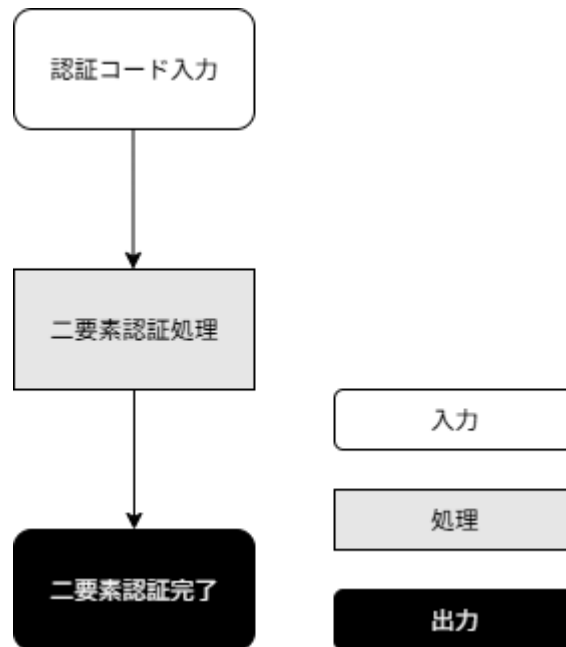 認証コード入力
二要素認証処理
二要素認証完了
入力
処理
出力